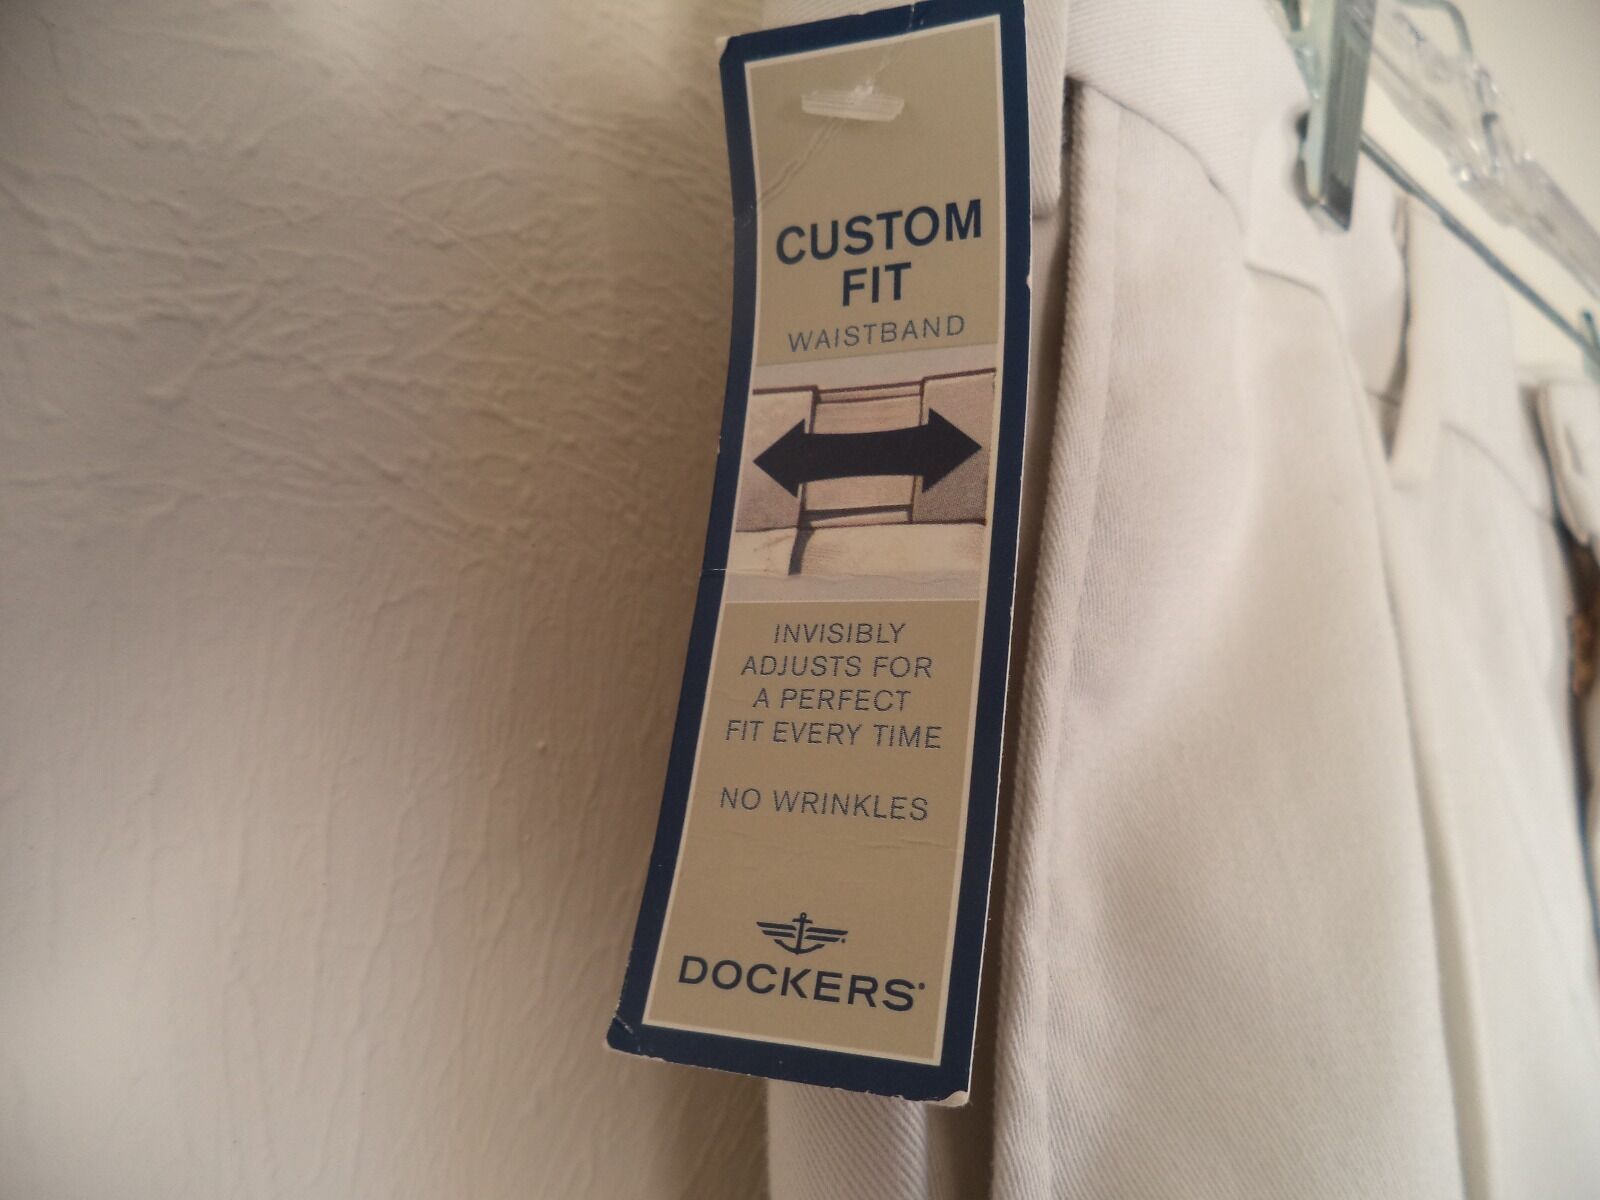 CUSTOM
FIT
WAISTBAND
INVISIBLY
ADJUSTS FOR
A PERFECT
FIT EVERY TIME
NO WRINKLES
DOCKERS®